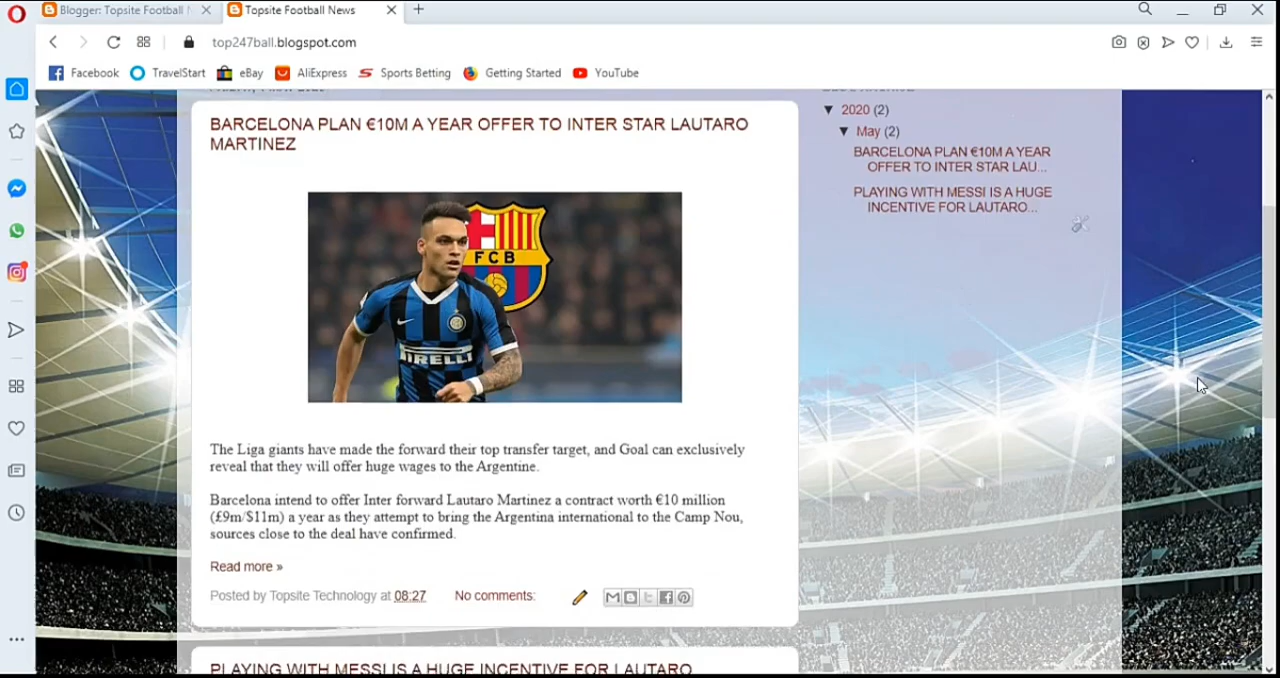 Blogger: Topsite Football N
Topsite Football News
top247ball.blogspot.com
Facebook
TravelStart
eBay
AliExpress
Sports Betting
Getting Started
YouTube
BARCELONA PLAN €10M A YEAR OFFER TO INTER STAR LAUTARO
MARTINEZ
FCB
PIRELLI
The Liga giants have made the forward their top transfer target, and Goal can exclusively
reveal that they will offer huge wages to the Argentine.
Barcelona intend to offer Inter forward Lautaro Martinez a contract worth €10 million
(£9m/$11m) a year as they attempt to bring the Argentina international to the Camp Nou,
sources close to the deal have confirmed.
Read more »
Posted by Topsite Technology at 08:27 No comments:
PLAYING WITH MESSI IS A HUGE INCENTIVE FOR LAUTARO
▼ 2020 (2)
▼ May (2)
BARCELONA PLAN €10M A YEAR
OFFER TO INTER STAR LAU...
PLAYING WITH MESSI IS A HUGE
INCENTIVE FOR LAUTARO...